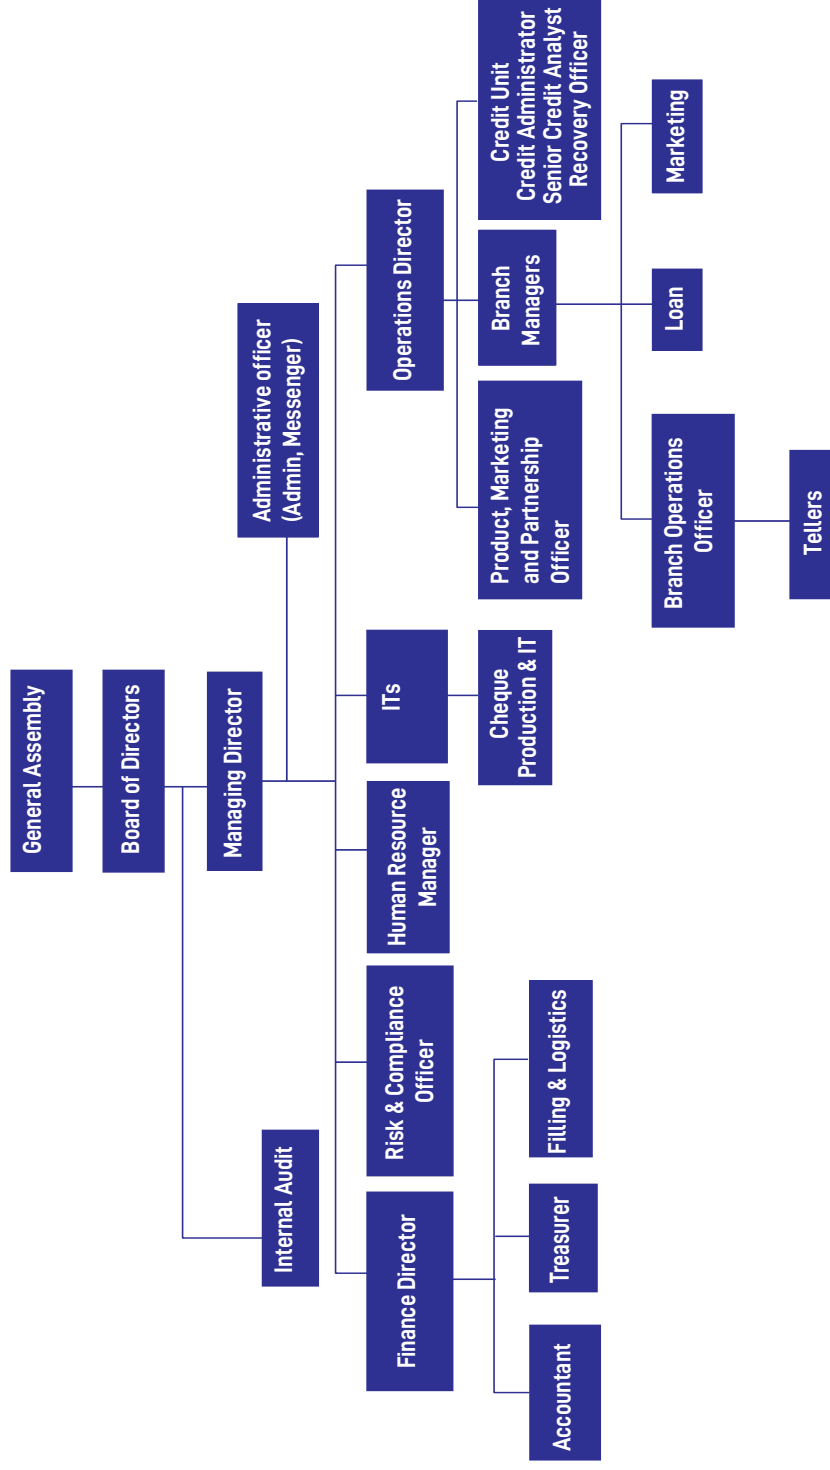 General Assembly
Board of Directors
Managing Director
Internal Audit
Administrative officer
(Admin, Messenger)
Finance Director
Risk & Compliance
Officer
Human Resource
Manager
ITs
Operations Director
Accountant
Treasurer
Filling & Logistics
Cheque
Production & IT
Product, Marketing
and Partnership
Officer
Branch
Managers
Credit Unit
Credit Administrator
Senior Credit Analyst
Recovery Officer
Branch Operations
Officer
Loan
Marketing
Tellers